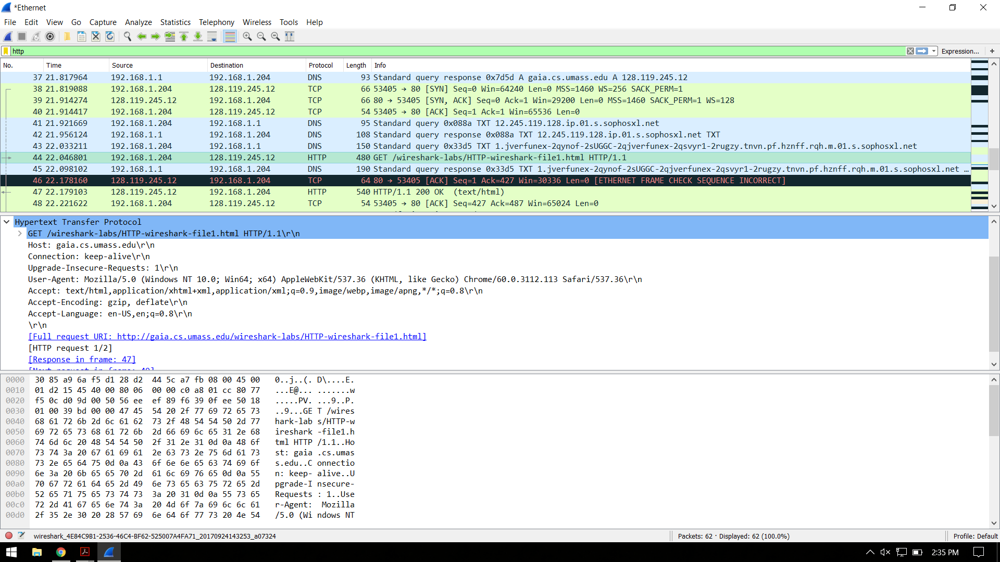 *Ethernet
File Edit View Go Capture Analyze Statistics Telephony Wireless Tools Help
http Expression... +
No. Time Source Destination Protocol Length Info
37 21.817964 192.168.1.1 192.168.1.204 DNS 93 Standard query response 0x7d5d A gaia.cs.umass.edu A 128.119.245.12
38 21.819088 192.168.1.204 128.119.245.12 TCP 66 53405 → 80 [SYN] Seq=0 Win=64240 Len=0 MSS=1460 WS=256 SACK_PERM=1
39 21.914274 128.119.245.12 192.168.1.204 TCP 66 80 → 53405 [SYN, ACK] Seq=0 Ack=1 Win=29200 Len=0 MSS=1460 SACK_PERM=1 WS=128
40 21.914417 192.168.1.204 128.119.245.12 TCP 54 53405 → 80 [ACK] Seq=1 Ack=1 Win=65536 Len=0
41 21.921669 192.168.1.204 192.168.1.1 DNS 95 Standard query 0x088a TXT 12.245.119.128.ip.01.s.sophosxl.net
42 21.956124 192.168.1.1 192.168.1.204 DNS 108 Standard query response 0x088a TXT 12.245.119.128.ip.01.s.sophosxl.net TXT
43 22.033211 192.168.1.204 192.168.1.1 DNS 150 Standard query 0x33d5 TXT 1.jverfunex-2qynof-2sUGGC-2qjverfunex-2qsvyr1-2rugzy.tnvn.pf.hznff.rqh.m.01.s.sophosxl.net
44 22.046801 192.168.1.204 128.119.245.12 HTTP 480 GET /wireshark-labs/HTTP-wireshark-file1.html HTTP/1.1
45 22.098102 192.168.1.1 192.168.1.204 DNS 190 Standard query response 0x33d5 TXT 1.jverfunex-2qynof-2sUGGC-2qjverfunex-2qsvyr1-2rugzy.tnvn.pf.hznff.rqh.m.01.s.sophosxl.net …
46 22.178160 128.119.245.12 192.168.1.204 TCP 64 80 → 53405 [ACK] Seq=1 Ack=427 Win=30336 Len=0 [ETHERNET FRAME CHECK SEQUENCE INCORRECT]
47 22.179103 128.119.245.12 192.168.1.204 HTTP 540 HTTP/1.1 200 OK (text/html)
48 22.221622 192.168.1.204 128.119.245.12 TCP 54 53405 → 80 [ACK] Seq=427 Ack=487 Win=65024 Len=0
Hypertext Transfer Protocol
GET /wireshark-labs/HTTP-wireshark-file1.html HTTP/1.1\r\n
Host: gaia.cs.umass.edu\r\n
Connection: keep-alive\r\n
Upgrade-Insecure-Requests: 1\r\n
User-Agent: Mozilla/5.0 (Windows NT 10.0; Win64; x64) AppleWebKit/537.36 (KHTML, like Gecko) Chrome/60.0.3112.113 Safari/537.36\r\n
Accept: text/html,application/xhtml+xml,application/xml;q=0.9,image/webp,image/apng,*/*;q=0.8\r\n
Accept-Encoding: gzip, deflate\r\n
Accept-Language: en-US,en;q=0.8\r\n
\r\n
[Full request URI: http://gaia.cs.umass.edu/wireshark-labs/HTTP-wireshark-file1.html]
[HTTP request 1/2]
[Response in frame: 47]
0000 30 85 a9 6a f5 d1 28 d2 44 5c a7 fb 08 00 45 00 0..j..(. D\....E.
0010 01 d2 15 45 40 00 80 06 00 00 c0 a8 01 cc 80 77 ...E@... .......w
0020 f5 0c d0 9d 00 50 56 ee ef 89 f6 39 0f ee 50 18 .....PV. ...9..P.
0030 01 00 39 bd 00 00 47 45 54 20 2f 77 69 72 65 73 ..9...GE T /wires
0040 68 61 72 6b 2d 6c 61 62 73 2f 48 54 54 50 2d 77 hark-lab s/HTTP-w
0050 69 72 65 73 68 61 72 6b 2d 66 69 6c 65 31 2e 68 ireshark -file1.h
0060 74 6d 6c 20 48 54 54 50 2f 31 2e 31 0d 0a 48 6f tml HTTP /1.1..Ho
0070 73 74 3a 20 67 61 69 61 2e 63 73 2e 75 6d 61 73 st: gaia .cs.umas
0080 73 2e 65 64 75 0d 0a 43 6f 6e 6e 65 63 74 69 6f s.edu..C onnectio
0090 6e 3a 20 6b 65 65 70 2d 61 6c 69 76 65 0d 0a 55 n: keep- alive..U
00a0 70 67 72 61 64 65 2d 49 6e 73 65 63 75 72 65 2d pgrade-I nsecure-
00b0 52 65 71 75 65 73 74 73 3a 20 31 0d 0a 55 73 65 Requests : 1..Use
00c0 72 2d 41 67 65 6e 74 3a 20 4d 6f 7a 69 6c 6c 61 r-Agent: Mozilla
00d0 2f 35 2e 30 20 28 57 69 6e 64 6f 77 73 20 4e 54 /5.0 (Wi ndows NT
wireshark_4E84C9B1-2536-46C4-BF62-525007A4FA71_20170924143253_a07324 Packets: 62 · Displayed: 62 (100.0%) Profile: Default
2:35 PM